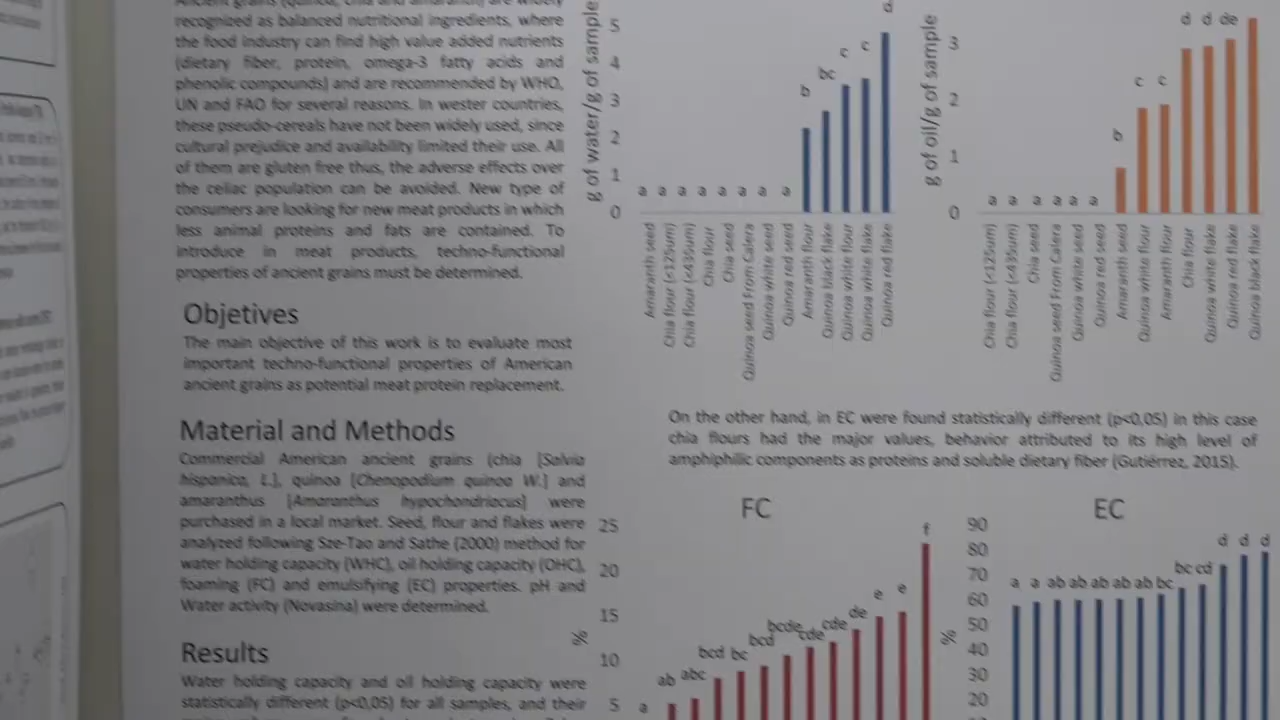 Ancient grains (quinoa, chia and amaranth) are widely
recognized as balanced nutritional ingredients, where
the food industry can find high value added nutrients
(dietary fiber, protein, omega-3 fatty acids and
phenolic compounds) and are recommended by WHO,
UN and FAO for several reasons. In wester countries,
these pseudo-cereals have not been widely used, since
cultural prejudice and availability limited their use. All
of them are gluten free thus, the adverse effects over
the celiac population can be avoided. New type of
consumers are looking for new meat products in which
less animal proteins and fats are contained. To
introduce in meat products, techno-functional
properties of ancient grains must be determined.
Objetives
The main objective of this work is to evaluate most
important techno-functional properties of American
ancient grains as potential meat protein replacement.
Material and Methods
Commercial American ancient grains (chia [Salvia
hispanica, L.], quinoa [Chenopodium quinoa W.] and
amaranthus [Amaranthus hypochondriacus] were
purchased in a local market. Seed, flour and flakes were
analyzed following Sze-Tao and Sathe (2000) method for
water holding capacity (WHC), oil holding capacity (OHC),
foaming (FC) and emulsifying (EC) properties. pH and
Water activity (Novasina) were determined.
Results
Water holding capacity and oil holding capacity were
statistically different (p<0,05) for all samples, and their
g of water/g of sample
5
4
3
2
1
0
a a a a a a a a b bc c c d
Amaranth seed
Chia flour (<125um)
Chia flour (<435um)
Chia flour
Chia seed
Quinoa seed From Calera
Quinoa white seed
Quinoa red seed
Amaranth flour
Quinoa black flake
Quinoa white flour
Quinoa white flake
Quinoa red flake
g of oil/g of sample
3
2
1
0
a a a a a a b c c d d de
Chia flour (<125um)
Chia flour (<435um)
Chia seed
Quinoa seed From Calera
Quinoa white seed
Quinoa red seed
Amaranth seed
Quinoa white flour
Amaranth flour
Chia flour
Quinoa white flake
Quinoa red flake
Quinoa black flake
On the other hand, in EC were found statistically different (p<0,05) in this case
chia flours had the major values, behavior attributed to its high level of
amphiphilic components as proteins and soluble dietary fiber (Gutiérrez, 2015).
FC
25
20
15
10
5
%
a ab abc bcd bc bcd bcde cde cde de e e f
EC
90
80
70
60
50
40
30
20
%
a a ab ab ab ab ab bc bc cd d d d